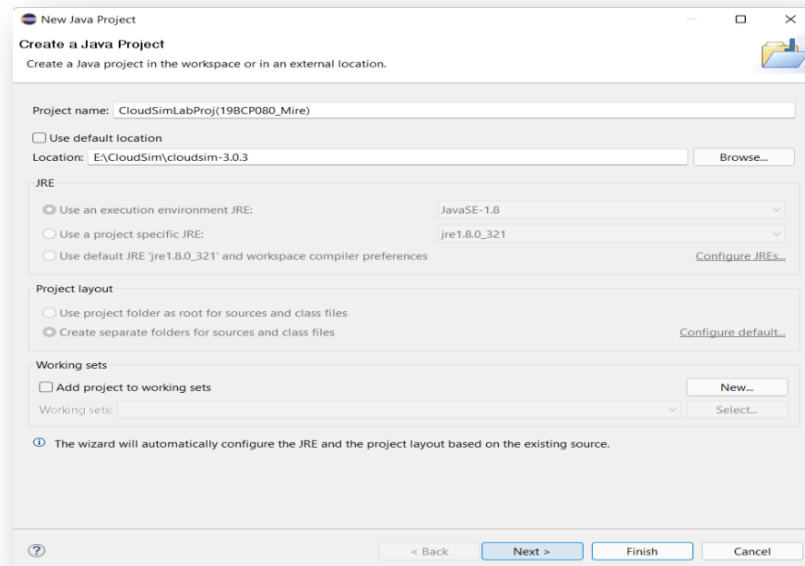 New Java Project
Create a Java Project
Create a Java project in the workspace or in an external location.
Project name: CloudSimLabProj(19BCP080_Mire)
Use default location
Location: E:\CloudSim\cloudsim-3.0.3 Browse...
JRE
Use an execution environment JRE: JavaSE-1.8
Use a project specific JRE: jre1.8.0_321
Use default JRE 'jre1.8.0_321' and workspace compiler preferences Configure JREs...
Project layout
Use project folder as root for sources and class files
Create separate folders for sources and class files Configure default...
Working sets
Add project to working sets New...
Working sets: Select...
The wizard will automatically configure the JRE and the project layout based on the existing source.
? < Back Next > Finish Cancel